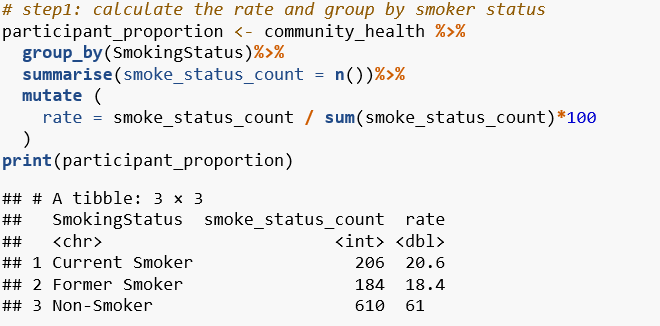 # step1: calculate the rate and group by smoker status
participant_proportion <- community_health %>%
  group_by(SmokingStatus)%>%
  summarise(smoke_status_count = n())%>%
  mutate (
    rate = smoke_status_count / sum(smoke_status_count)*100
  )
print(participant_proportion)
## # A tibble: 3 × 3
##   SmokingStatus  smoke_status_count  rate
##   <chr>                       <int> <dbl>
## 1 Current Smoker                206  20.6
## 2 Former Smoker                 184  18.4
## 3 Non-Smoker                    610  61